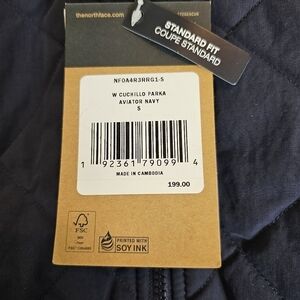 thenorthface.com
STANDARD FIT
COUPE STANDARD
NF0A4R3RRG1-S
W CUCHILLO PARKA
AVIATOR NAVY
S
1 92361 79099 4
MADE IN CAMBODIA
199.00
FSC
PRINTED WITH
SOY INK